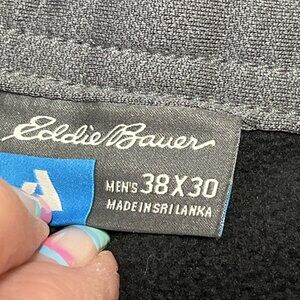 Eddie Bauer
MEN'S 38X30
MADE IN SRI LANKA